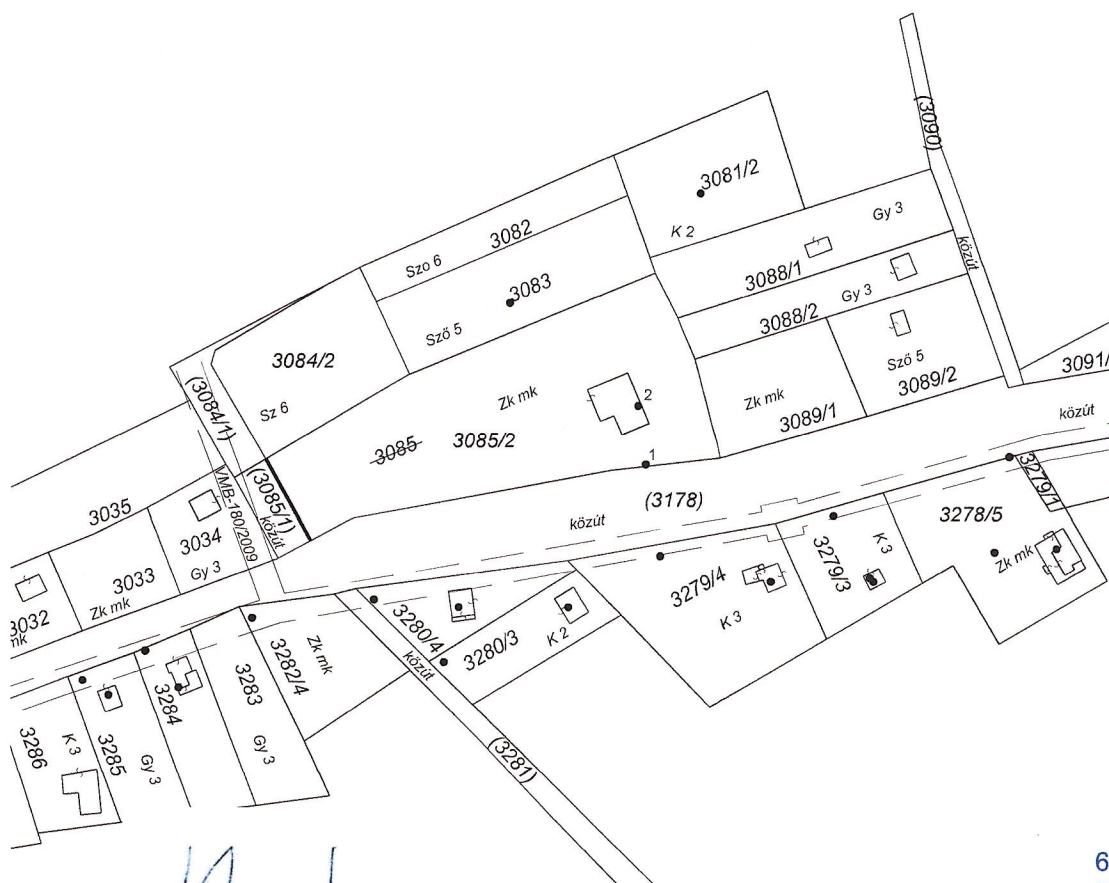 (3090)
3081/2
K 2
Gy 3
3082
Szo 6
közút
3088/1
3083
Gy 3
3088/2
Sző 5
3084/2
Sző 5
3089/2
3091/
(3084/1)
Zk mk
Zk mk
3089/1
Sz 6
2
közút
3085
3085/2
1
3279/1
(3085/1)
közút
VMB-180/2009
3035
(3178)
közút
3278/5
3034
Gy 3
K 3
Zk mk
3033
Zk mk
3279/4
3279/3
3032
mk
K 3
3280/4
K 2
3280/3
Zk mk
3282/4
közút
3283
3284
3286
K 3
3285
Gy 3
Gy 3
(3281)
6